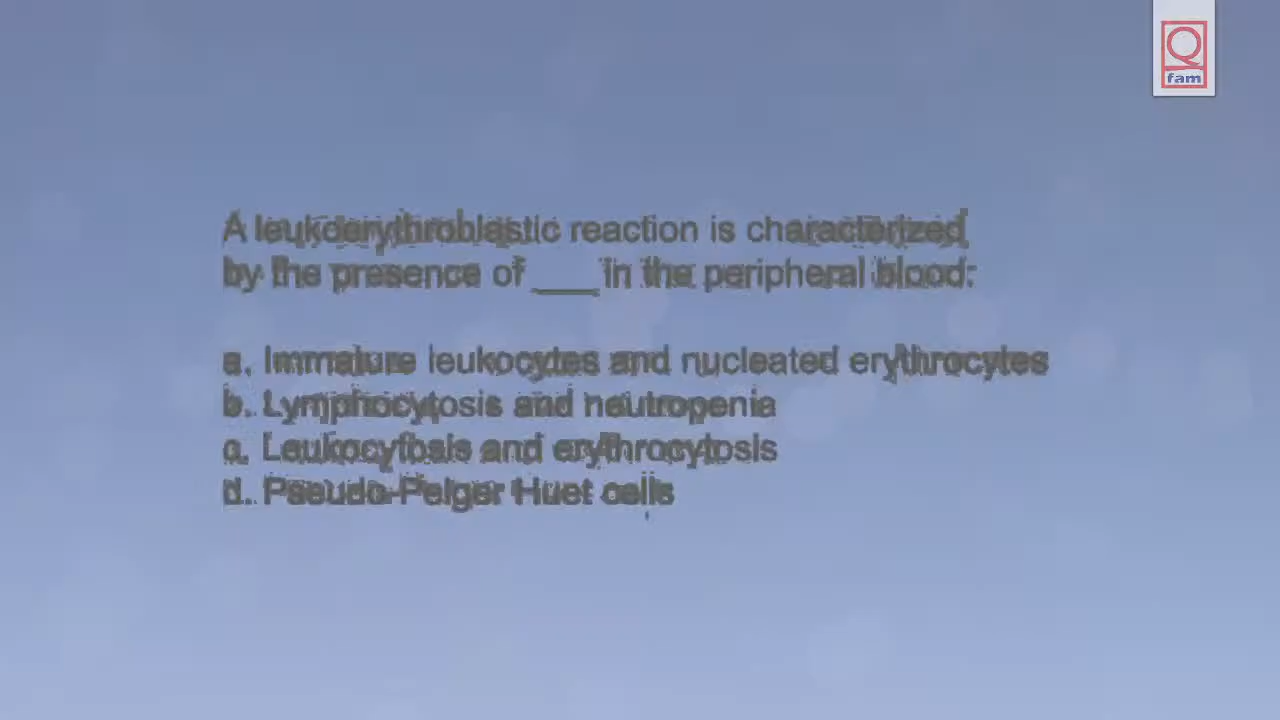 Q
fam
A leukoerythroblastic reaction is characterized
by the presence of ___ in the peripheral blood:
a. Immature leukocytes and nucleated erythrocytes
b. Lymphocytosis and neutropenia
c. Leukocytosis and erythrocytosis
d. Pseudo-Pelger Huet cells